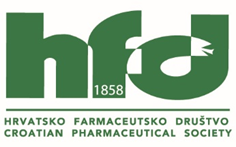 hfd
1858
HRVATSKO FARMACEUTSKO DRUŠTVO
CROATIAN PHARMACEUTICAL SOCIETY